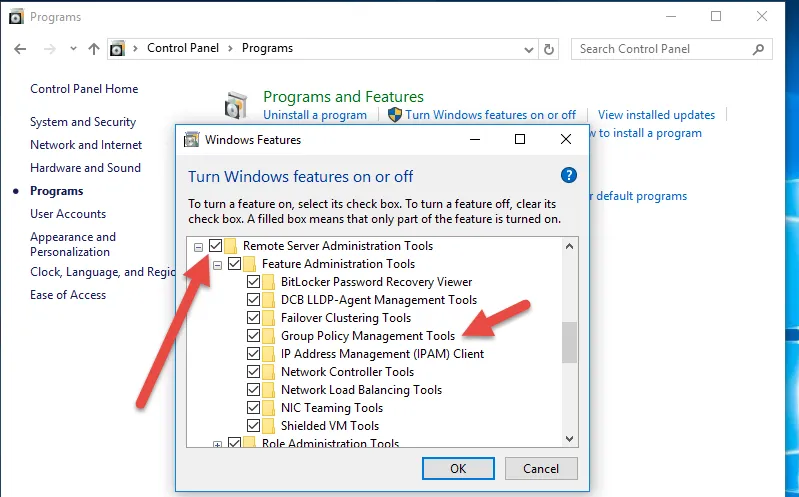 Programs
Control Panel > Programs
Search Control Panel
Control Panel Home
System and Security
Network and Internet
Hardware and Sound
Programs
User Accounts
Appearance and
Personalization
Clock, Language, and Regio
Ease of Access
Programs and Features
Uninstall a program
Turn Windows features on or off
View installed updates
w to install a program
r default programs
Windows Features
Turn Windows features on or off
?
To turn a feature on, select its check box. To turn a feature off, clear its
check box. A filled box means that only part of the feature is turned on.
Remote Server Administration Tools
Feature Administration Tools
BitLocker Password Recovery Viewer
DCB LLDP-Agent Management Tools
Failover Clustering Tools
Group Policy Management Tools
IP Address Management (IPAM) Client
Network Controller Tools
Network Load Balancing Tools
NIC Teaming Tools
Shielded VM Tools
Role Administration Tools
OK
Cancel